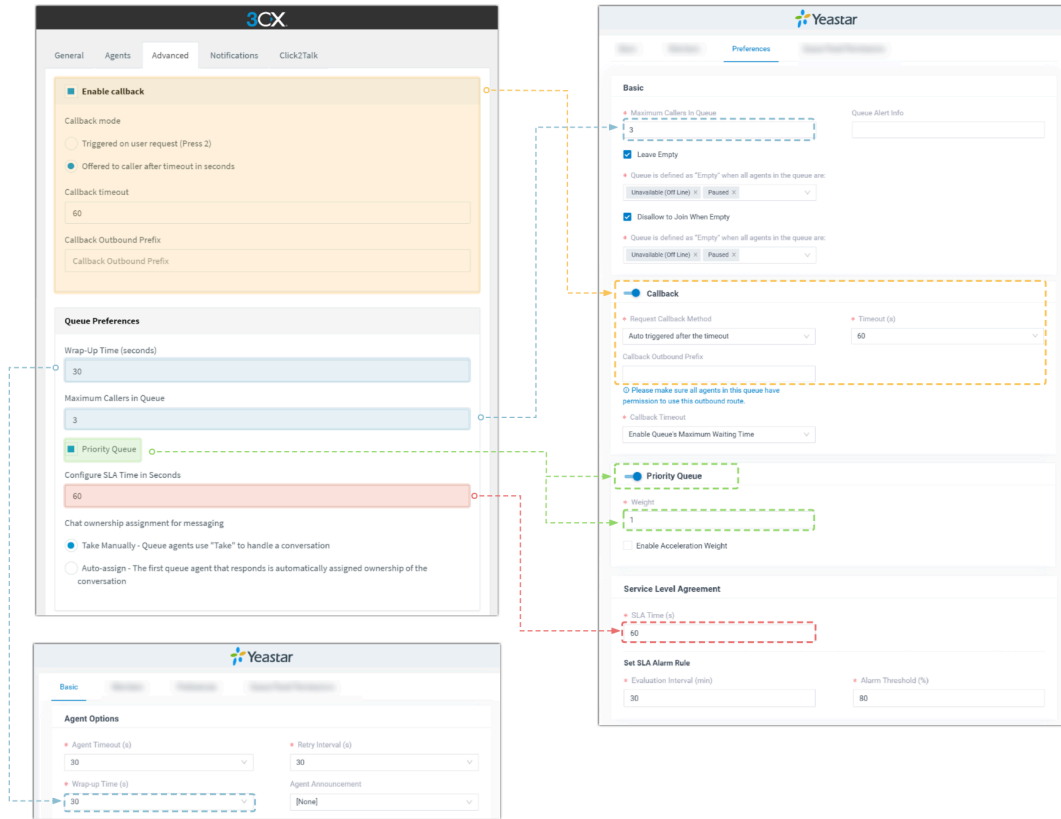 3CX
General Agents Advanced Notifications Click2Talk
Enable callback
Callback mode
Triggered on user request (Press 2)
Offered to caller after timeout in seconds
Callback timeout
60
Callback Outbound Prefix
Callback Outbound Prefix
Queue Preferences
Wrap-Up Time (seconds)
30
Maximum Callers in Queue
3
Priority Queue
Configure SLA Time in Seconds
60
Chat ownership assignment for messaging
Take Manually - Queue agents use "Take" to handle a conversation
Auto-assign - The first queue agent that responds is automatically assigned ownership of the
conversation
Yeastar
Preferences
Basic
* Maximum Callers in Queue Queue Alert Info
3
Leave Empty
* Queue is defined as "Empty" when all agents in the queue are:
Unavailable (Off Line) × Paused ×
Disallow to Join When Empty
* Queue is defined as "Empty" when all agents in the queue are:
Unavailable (Off Line) × Paused ×
Callback
* Request Callback Method * Timeout (s)
Auto triggered after the timeout 60
Callback Outbound Prefix
Please make sure all agents in this queue have
permission to use this outbound route.
* Callback Timeout
Enable Queue's Maximum Waiting Time
Priority Queue
* Weight
1
Enable Acceleration Weight
Service Level Agreement
* SLA Time (s)
60
Set SLA Alarm Rule
* Evaluation Interval (min) * Alarm Threshold (%)
30 80
Yeastar
Basic
Agent Options
* Agent Timeout (s) * Retry Interval (s)
30 30
* Wrap-up Time (s) Agent Announcement
30 [None]